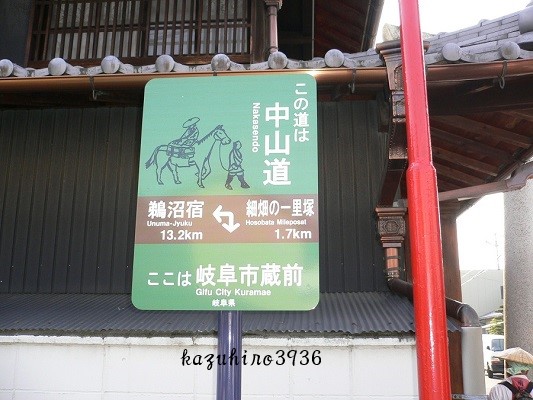 この道は
中山道
Nakasendo
鵜沼宿
Unuma-Jyuku
13.2km
細畑の一里塚
Hosobata Mileposat
1.7km
ここは岐阜市蔵前
Gifu City Kuramae
岐阜県
kazuhiro3936